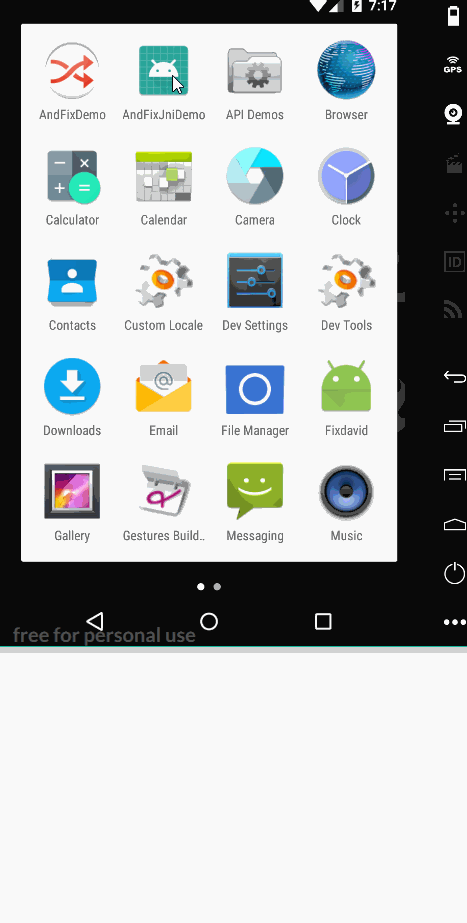 7:17
GPS
AndFixDemo AndFixJniDemo API Demos Browser
Calculator Calendar Camera Clock
ID
Contacts Custom Locale Dev Settings Dev Tools
Downloads Email File Manager Fixdavid
Gallery Gestures Build.. Messaging Music
free for personal use